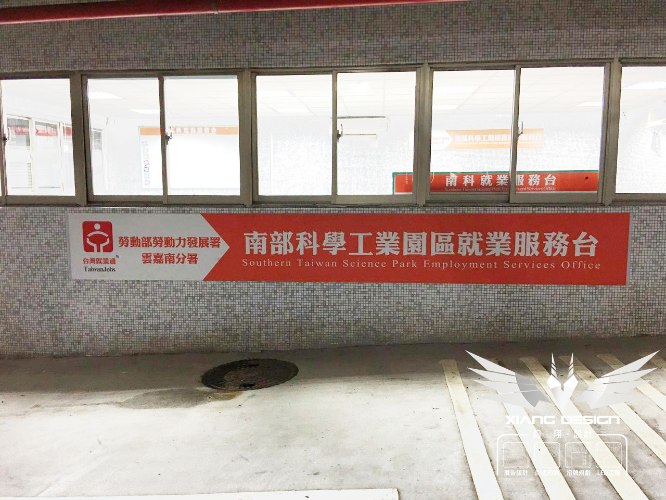 南科就業服務台
台灣就業通
TaiwanJobs
勞動部勞動力發展署
雲嘉南分署
南部科學工業園區就業服務台
Southern Taiwan Science Park Employment Services Office
XIANG DESIGN